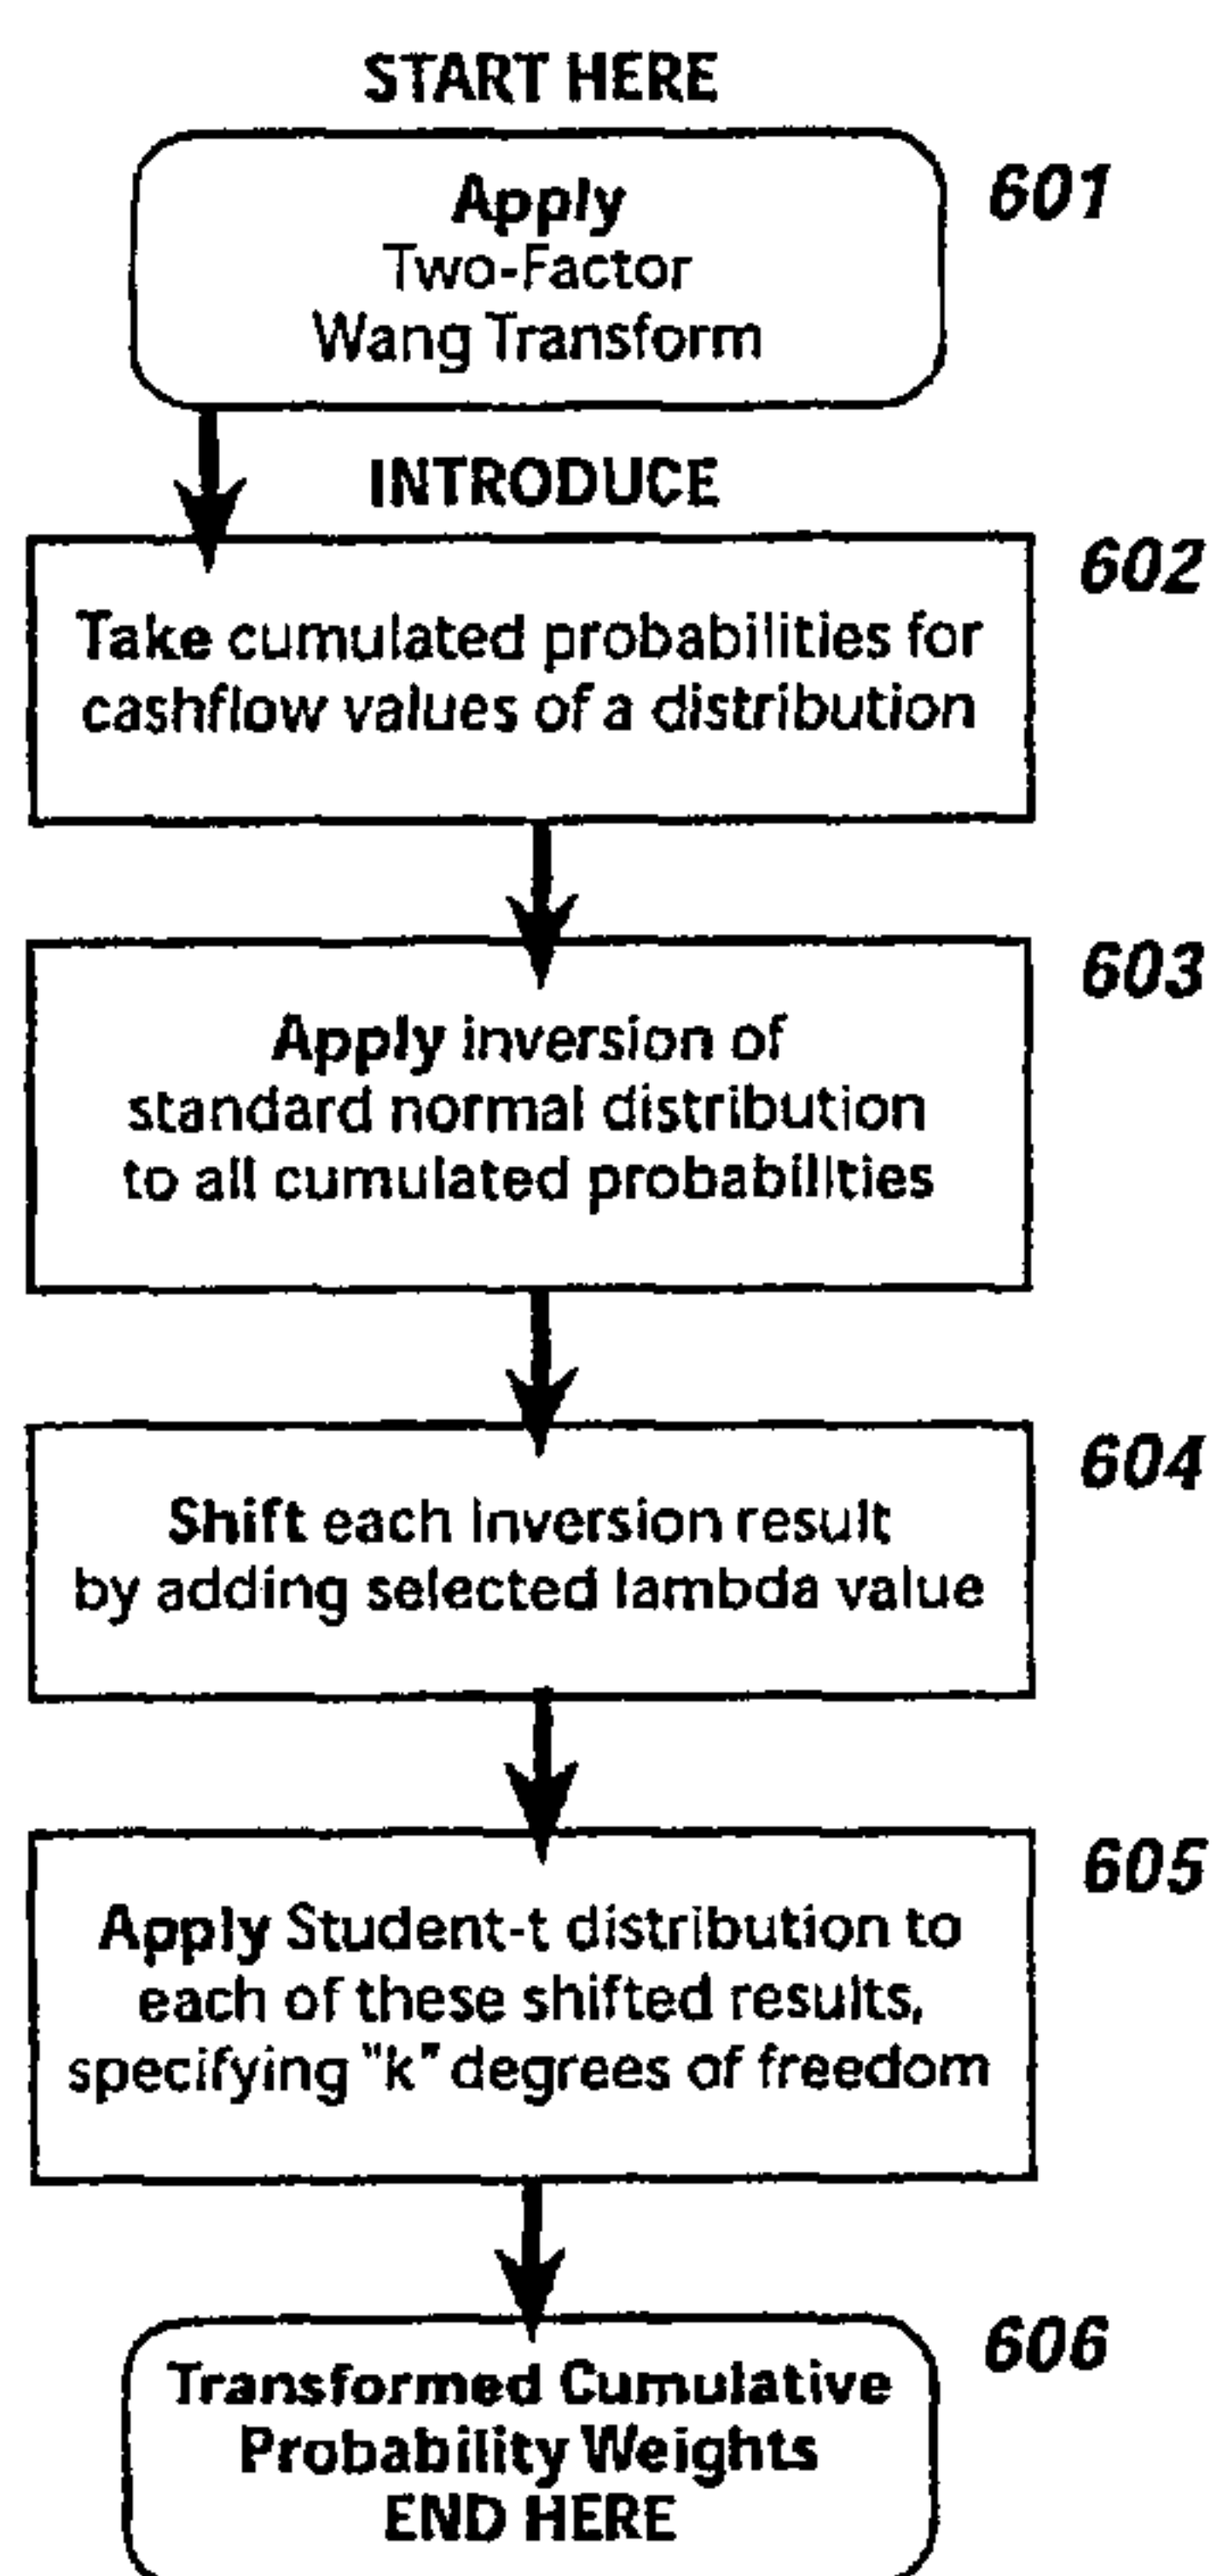 START HERE
Apply
Two-Factor
Wang Transform
601
INTRODUCE
602
Take cumulated probabilities for
cashflow values of a distribution
603
Apply inversion of
standard normal distribution
to all cumulated probabilities
604
Shift each inversion result
by adding selected lambda value
605
Apply Student-t distribution to
each of these shifted results,
specifying "k" degrees of freedom
606
Transformed Cumulative
Probability Weights
END HERE